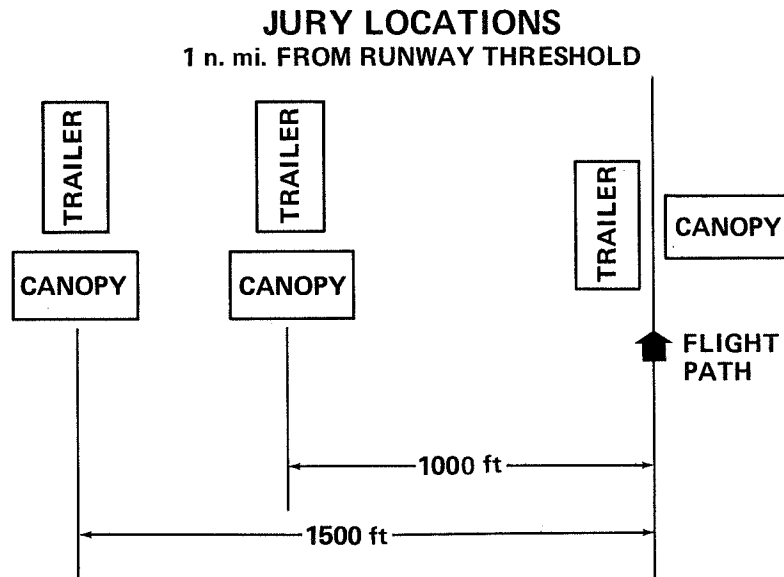 JURY LOCATIONS
1 n. mi. FROM RUNWAY THRESHOLD
TRAILER
TRAILER
TRAILER
CANOPY
CANOPY
CANOPY
FLIGHT
PATH
1000 ft
1500 ft